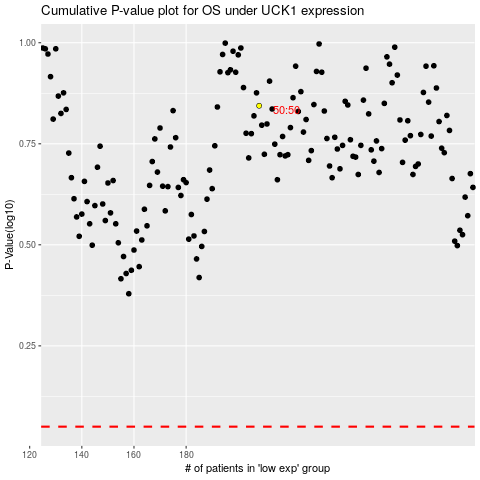 Cumulative P-value plot for OS under UCK1 expression
1.00
0.75
0.50
0.25
P-Value(log10)
50:50
120 140 160 180
# of patients in 'low exp' group